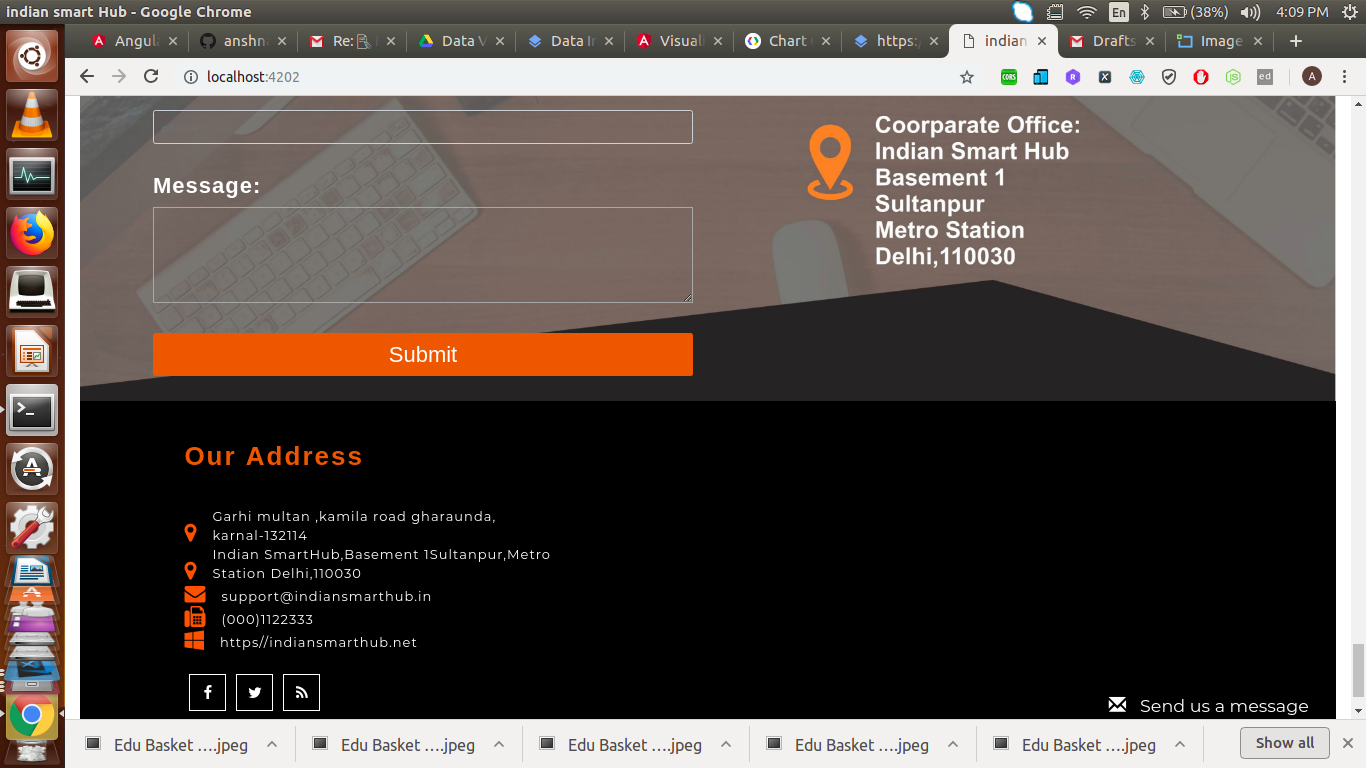 indian smart Hub - Google Chrome
En
(38%)
4:09 PM
Angul
anshn
Re:
Data V
Data I
Visual
Chart
https:
indian
Drafts
Image
localhost:4202
CORS
R
X
ed
A
Message:
Submit
Coorparate Office:
Indian Smart Hub
Basement 1
Sultanpur
Metro Station
Delhi,110030
Our Address
Garhi multan ,kamila road gharaunda,
karnal-132114
Indian SmartHub,Basement 1Sultanpur,Metro
Station Delhi,110030
support@indiansmarthub.in
(000)1122333
https//indiansmarthub.net
Send us a message
Edu Basket ....jpeg
Edu Basket ....jpeg
Edu Basket ....jpeg
Edu Basket ....jpeg
Edu Basket ....jpeg
Show all